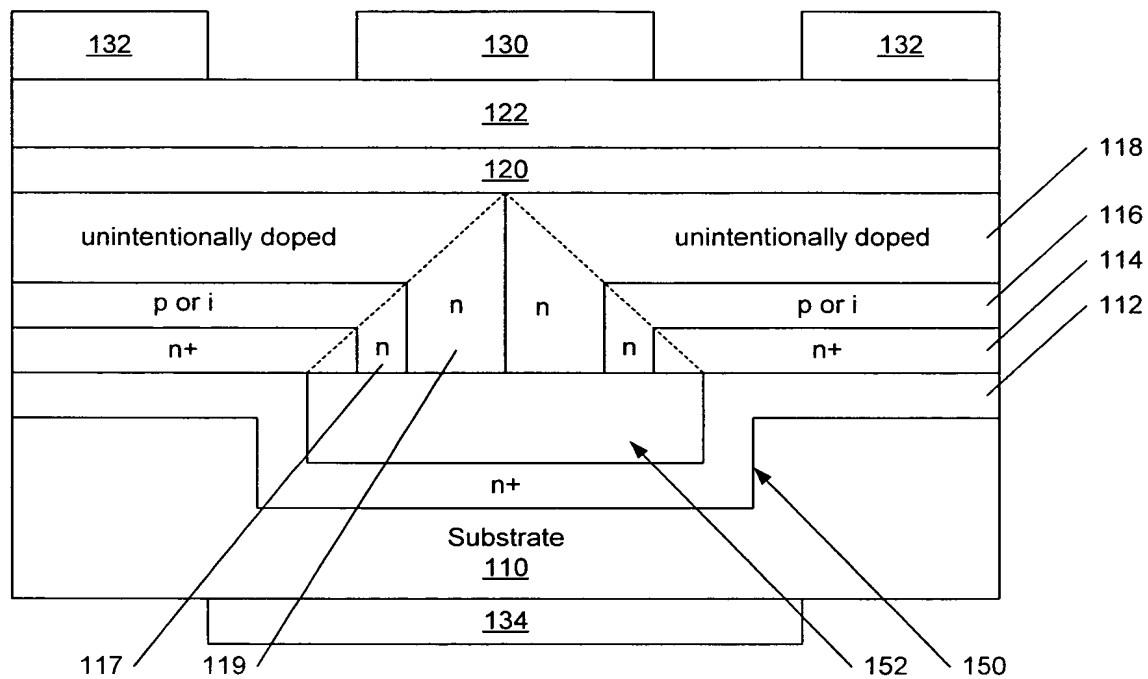 132
130
132
122
120
118
unintentionally doped
unintentionally doped
116
p or i
n
n
p or i
114
n+
n
n
n+
112
n+
Substrate
110
134
117
119
152
150